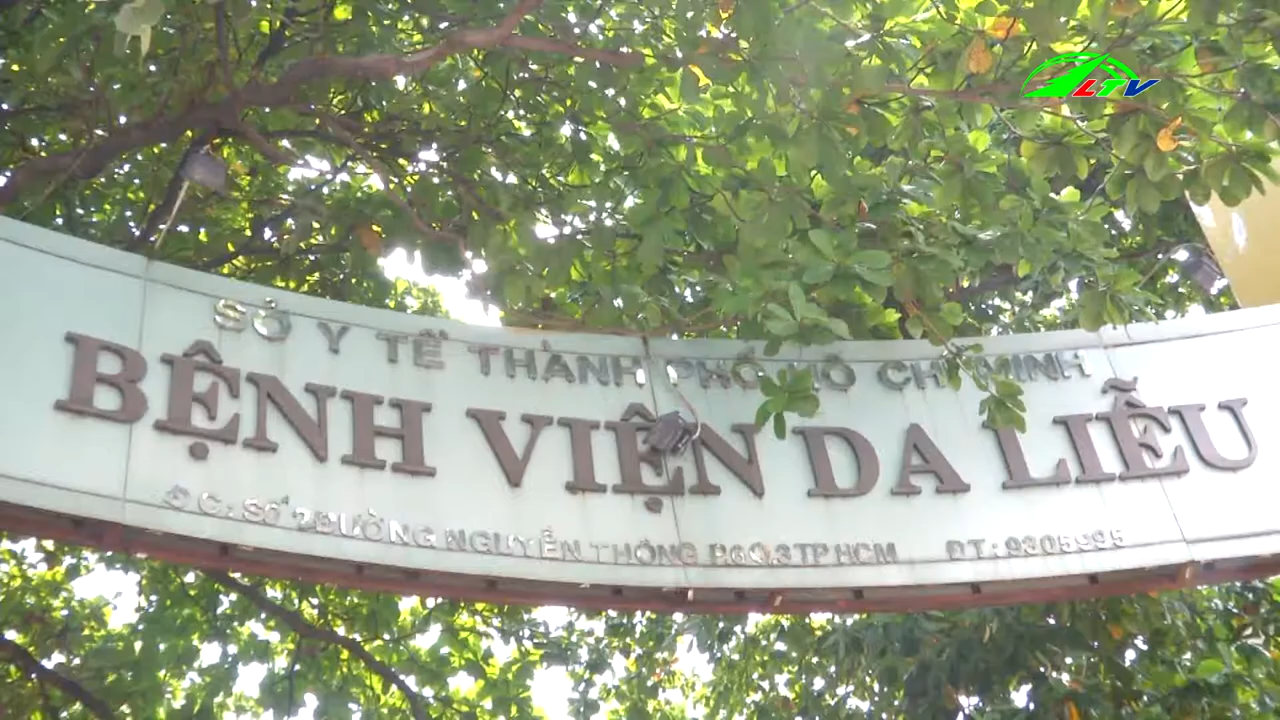 LTV
SỞ Y TẾ THÀNH PHỐ HỒ CHÍ MINH
BỆNH VIỆN DA LIỄU
Đ C : SỐ 2 ĐƯỜNG NGUYỄN THÔNG P.6 Q.3 TP HCM ĐT : 9305995